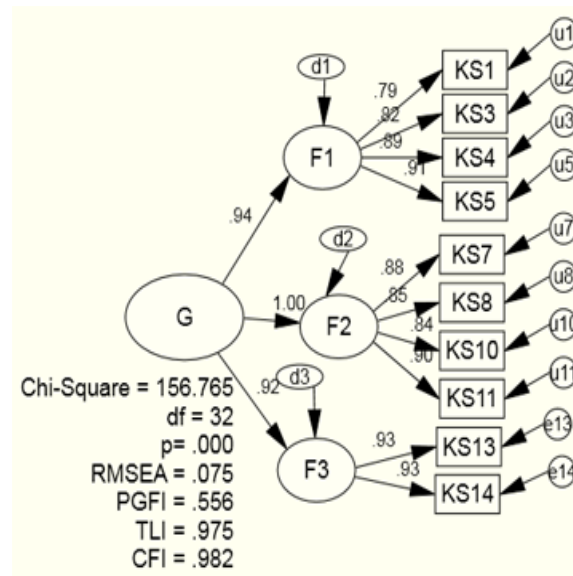 d1
.79
.82
.89
.91
F1
KS1
KS3
KS4
KS5
u1
u2
u3
u5
.94
G
1.00
d2
F2
.88
.85
.84
.90
KS7
KS8
KS10
KS11
u7
u8
u10
u11
.92
d3
F3
.93
.93
KS13
KS14
e13
e14
Chi-Square = 156.765
df = 32
p= .000
RMSEA = .075
PGFI = .556
TLI = .975
CFI = .982